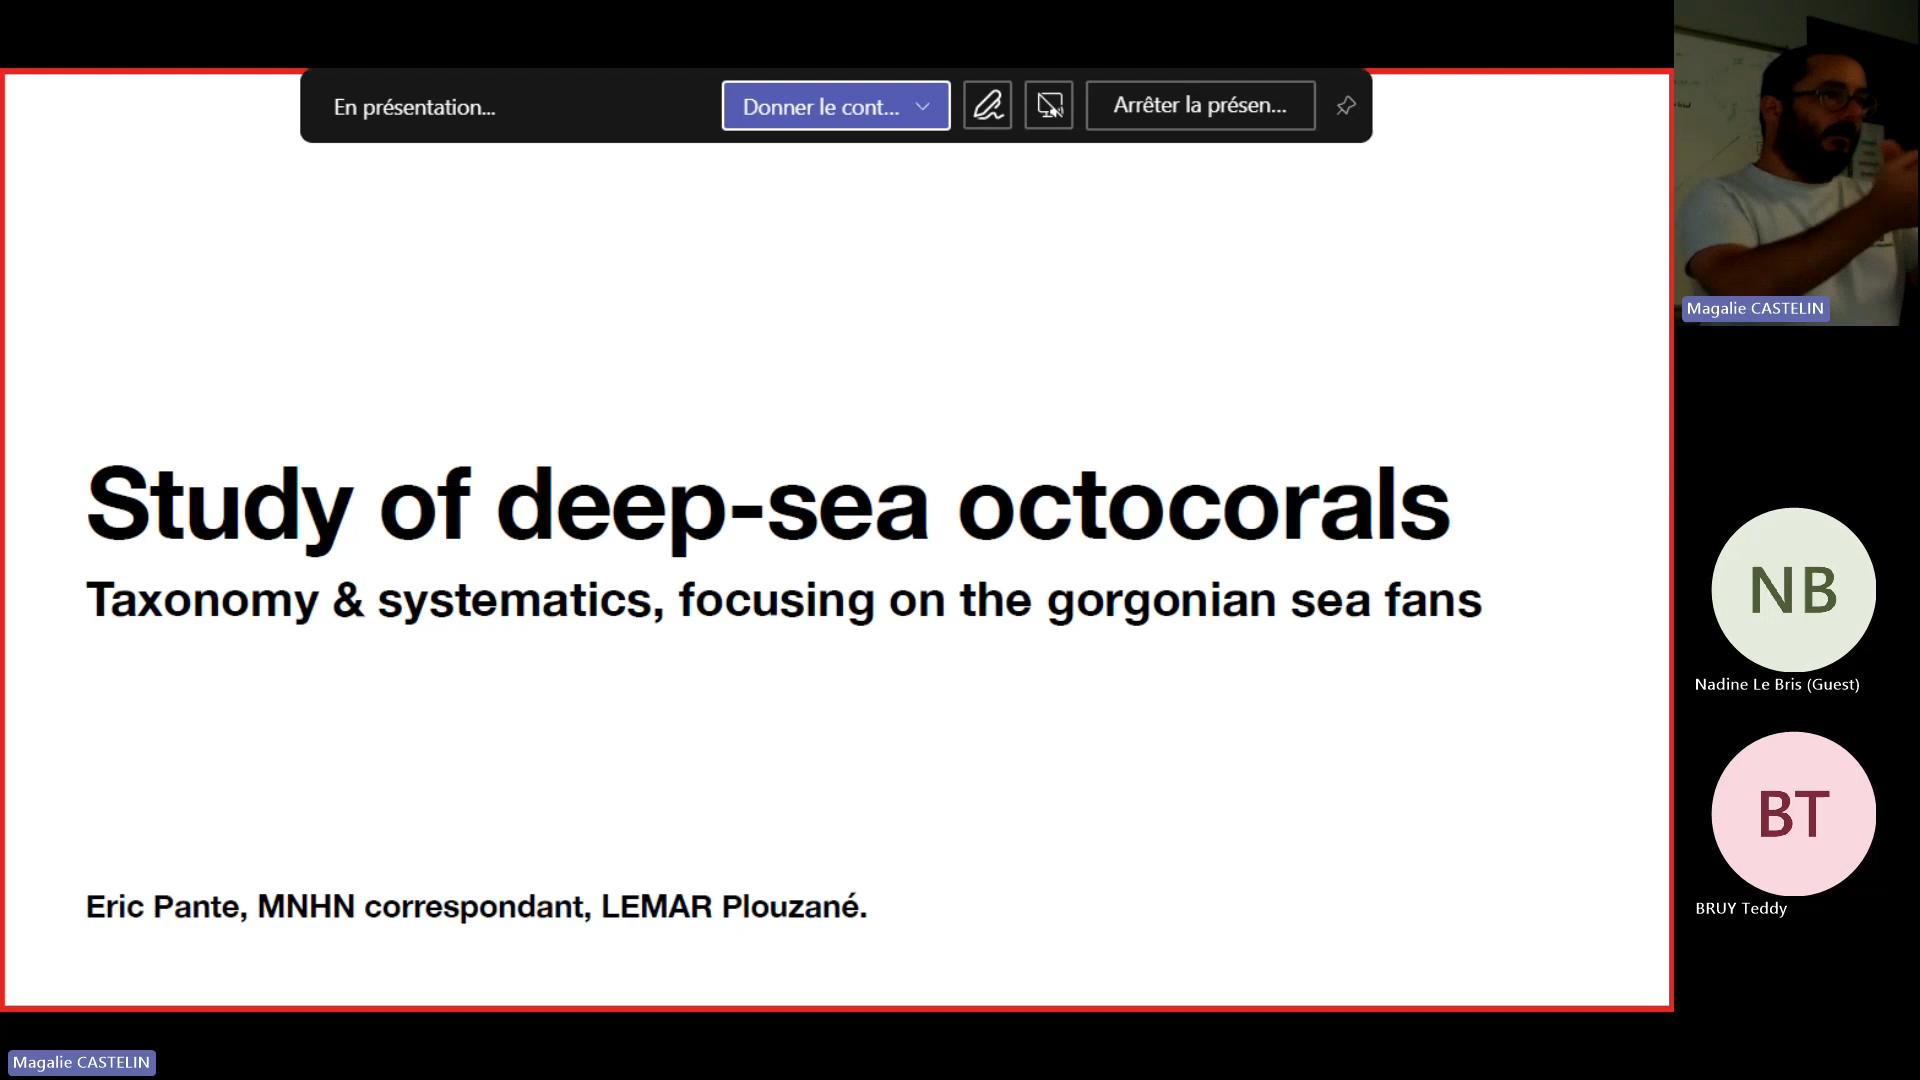 En présentation...
Donner le cont...
Arrêter la présen...
Study of deep-sea octocorals
Taxonomy & systematics, focusing on the gorgonian sea fans
Eric Pante, MNHN correspondant, LEMAR Plouzané.
Magalie CASTELIN
NB
Nadine Le Bris (Guest)
BT
BRUY Teddy
Magalie CASTELIN